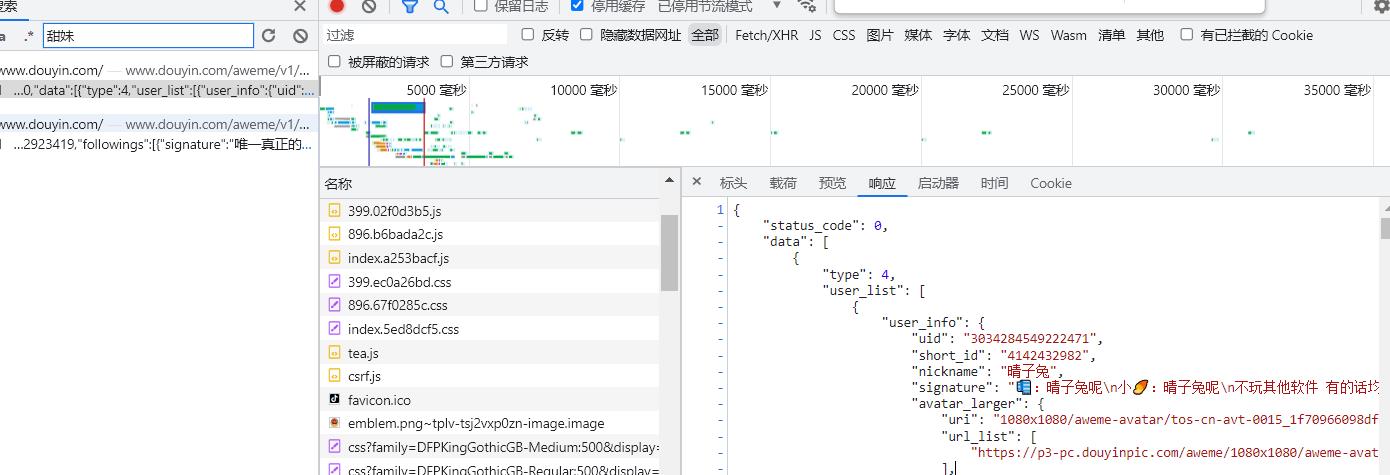 搜索
保留日志 停用缓存 已停用节流模式
.* 甜妹
过滤 反转 隐藏数据网址 全部 Fetch/XHR JS CSS 图片 媒体 字体 文档 WS Wasm 清单 其他 有已拦截的 Cookie
被屏蔽的请求 第三方请求
www.douyin.com/ — www.douyin.com/aweme/v1/...
...0,"data":[{"type":4,"user_list":[{"user_info":{"uid":...
www.douyin.com/ — www.douyin.com/aweme/v1/...
...2923419,"followings":[{"signature":"唯一真正的...
5000 毫秒 10000 毫秒 15000 毫秒 20000 毫秒 25000 毫秒 30000 毫秒 35000 毫秒
名称
399.02f0d3b5.js
896.b6bada2c.js
index.a253bacf.js
399.ec0a26bd.css
896.67f0285c.css
index.5ed8dcf5.css
tea.js
csrf.js
favicon.ico
emblem.png~tplv-tsj2vxp0zn-image.image
css?family=DFPKingGothicGB-Medium:500&display=
css?family=DFPKingGothicGB-Regular:500&display=
× 标头 载荷 预览 响应 启动器 时间 Cookie
1 {
- "status_code": 0,
- "data": [
- {
- "type": 4,
- "user_list": [
- {
- "user_info": {
- "uid": "3034284549222471",
- "short_id": "4142432982",
- "nickname": "晴子兔",
- "signature": "📘: 晴子兔呢\n小🍠: 晴子兔呢\n不玩其他软件 有的话均
- "avatar_larger": {
- "uri": "1080x1080/aweme-avatar/tos-cn-avt-0015_1f70966098df
- "url_list": [
- "https://p3-pc.douyinpic.com/aweme/1080x1080/aweme-avat
- ],